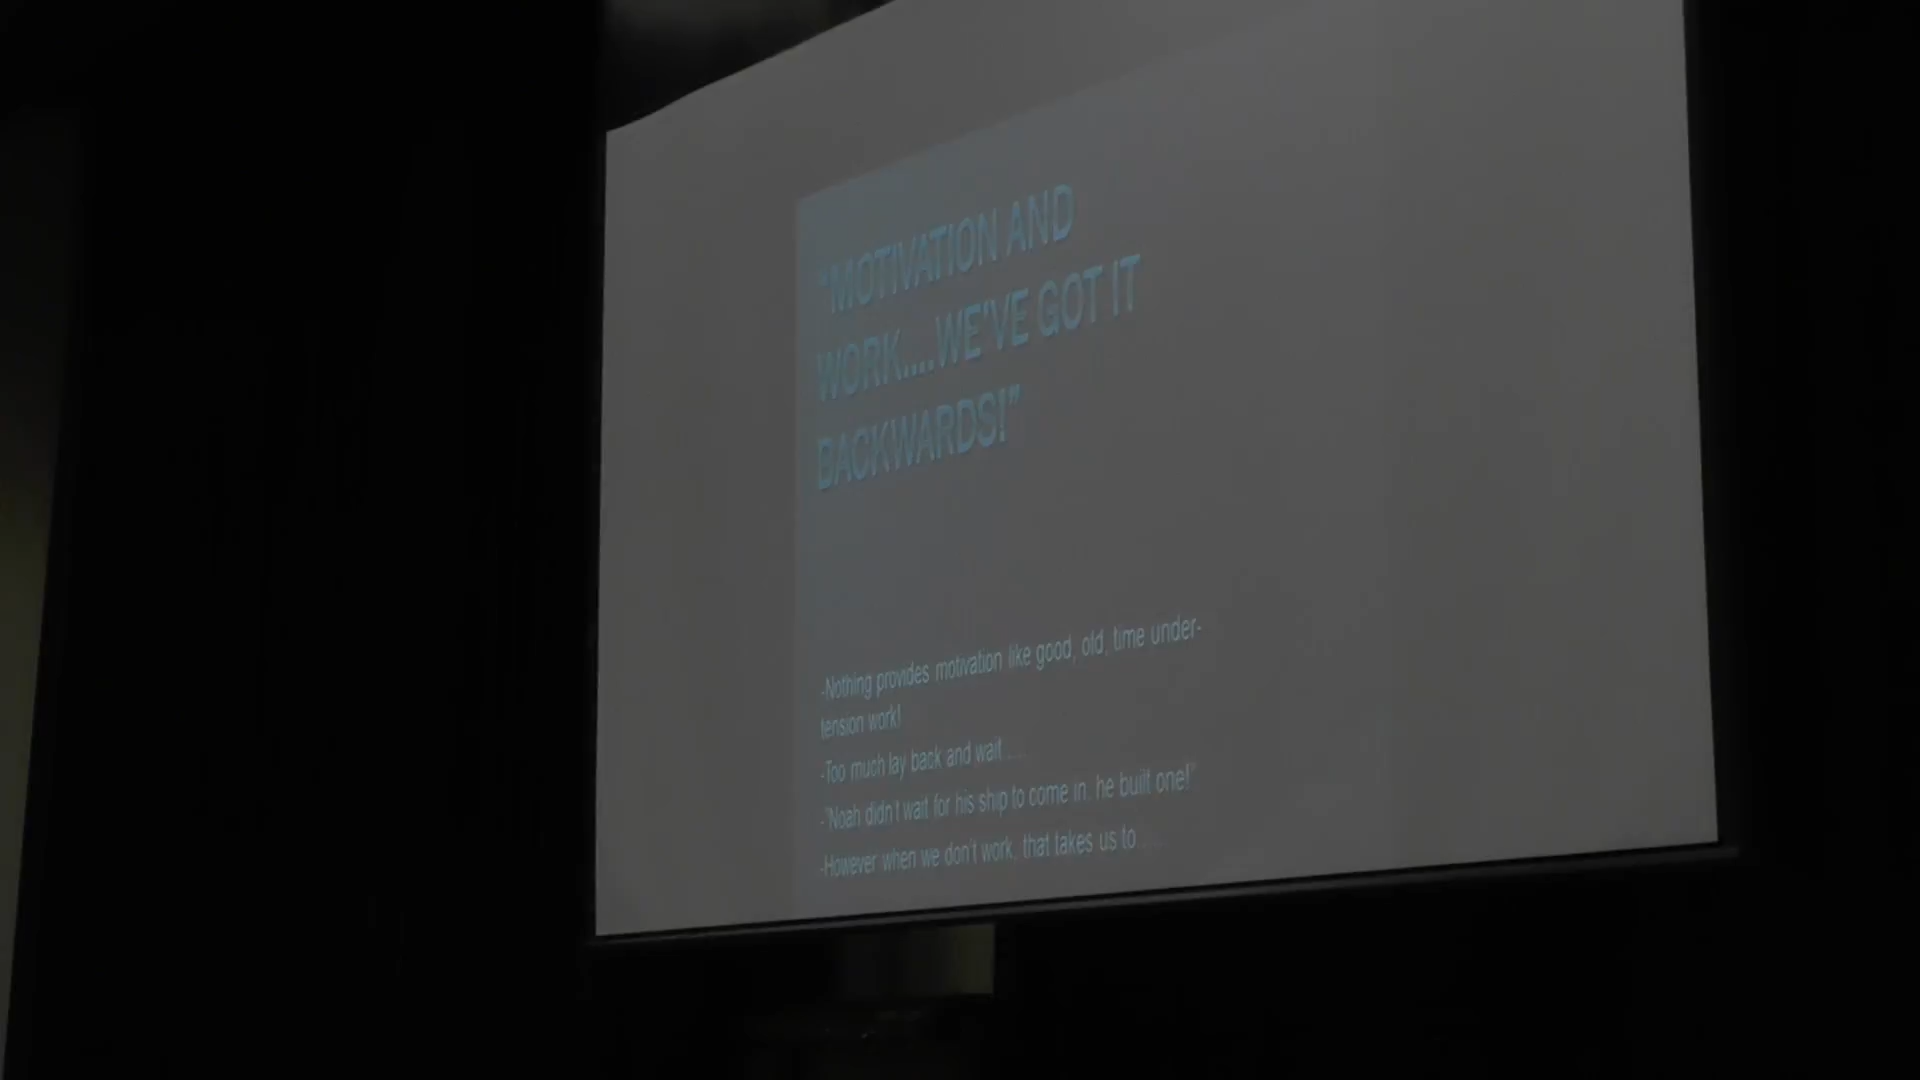 "MOTIVATION AND
WORK....WE'VE GOT IT
BACKWARDS!"
-Nothing provides motivation like good, old, time under-
tension work!
-Too much lay back and wait.....
-"Noah didn't wait for his ship to come in, he built one!"
-However when we don't work, that takes us to.....